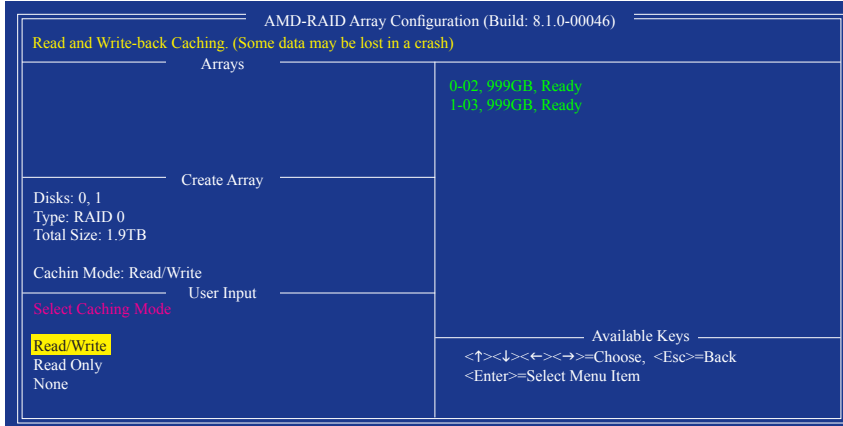 AMD-RAID Array Configuration (Build: 8.1.0-00046)
Read and Write-back Caching. (Some data may be lost in a crash)
Arrays
0-02, 999GB, Ready
1-03, 999GB, Ready
Create Array
Disks: 0, 1
Type: RAID 0
Total Size: 1.9TB
Cachin Mode: Read/Write
User Input
Select Caching Mode
Read/Write
Read Only
None
Available Keys
<↑><↓><←><→>=Choose, <Esc>=Back
<Enter>=Select Menu Item